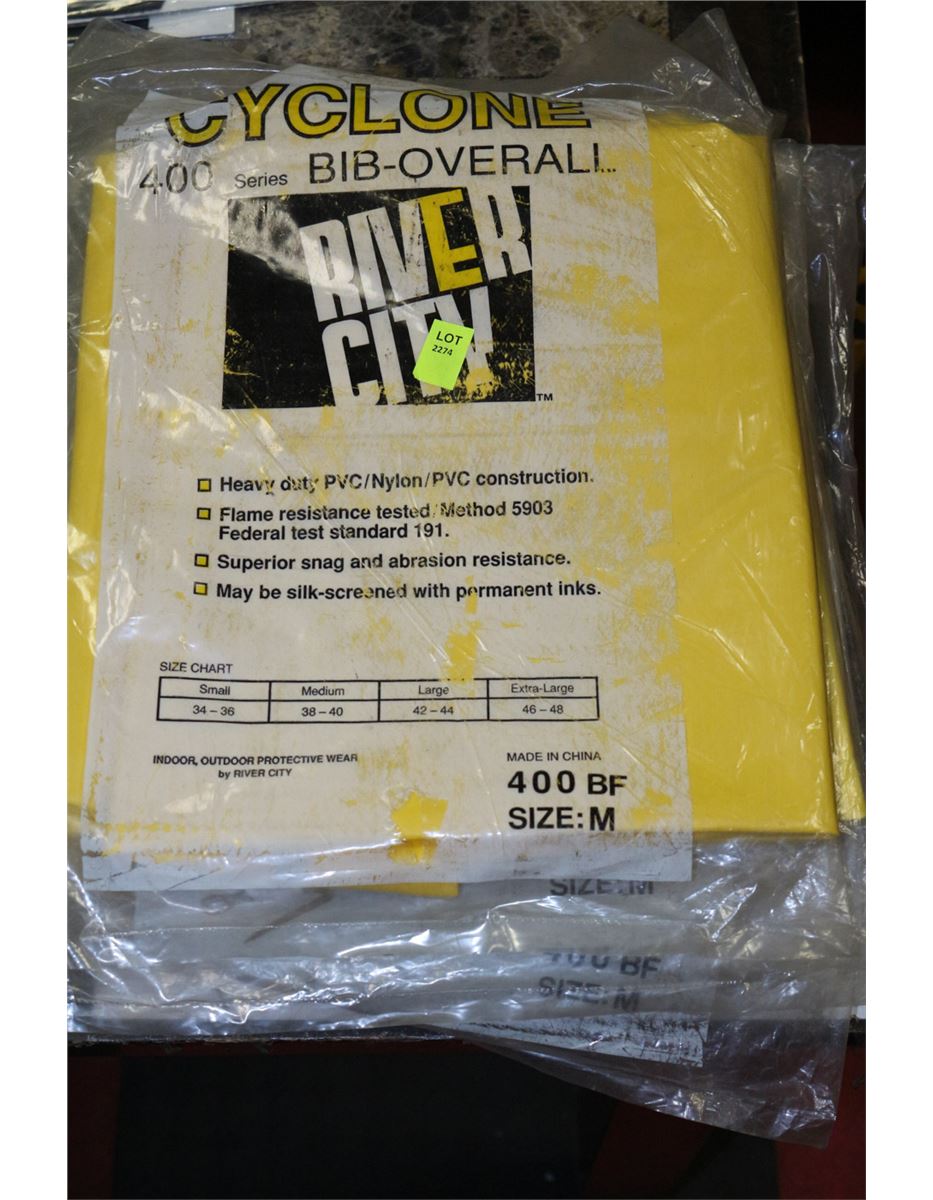 CYCLONE
400 Series BIB-OVERALL
RIVER
CITY
LOT
2274
TM
Heavy duty PVC/Nylon/PVC construction.
Flame resistance tested/Method 5903
Federal test standard 191.
Superior snag and abrasion resistance.
May be silk-screened with permanent inks.
SIZE CHART
Small Medium Large Extra-Large
34 – 36 38 – 40 42 – 44 46 – 48
INDOOR, OUTDOOR PROTECTIVE WEAR
by RIVER CITY
MADE IN CHINA
400 BF
SIZE: M
SIZE: M
400 BF
SIZE: M